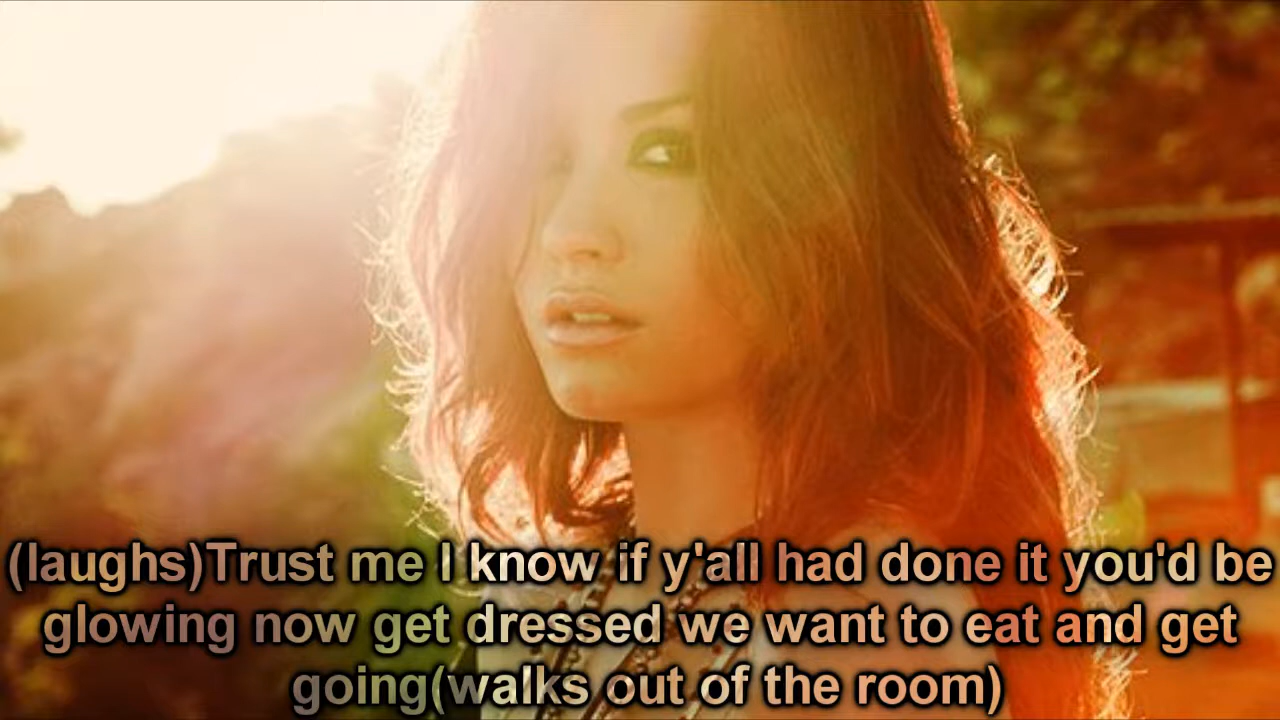 (laughs)Trust me I know if y'all had done it you'd be
glowing now get dressed we want to eat and get
going(walks out of the room)